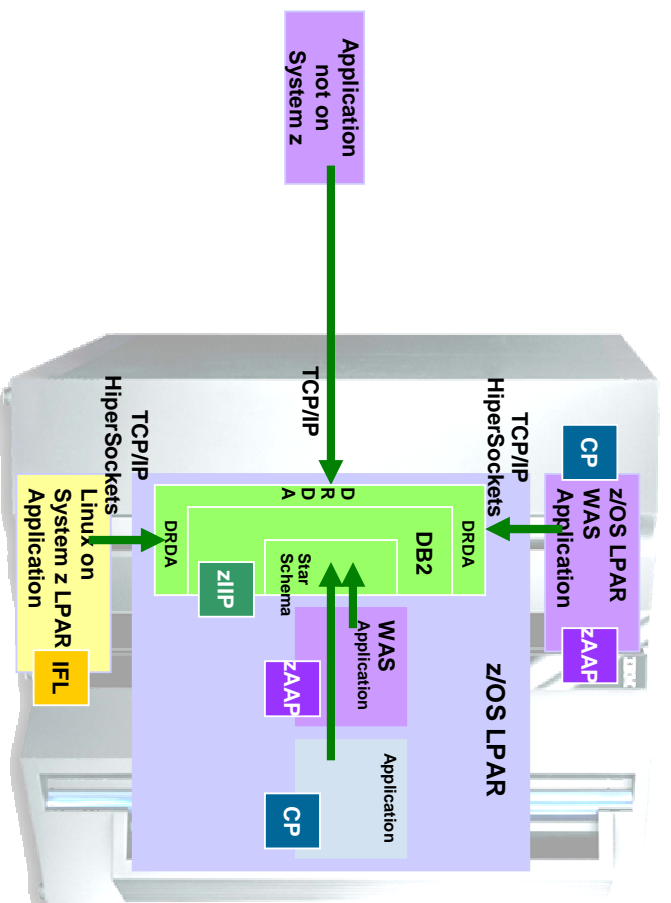 Application
not on
System z
TCP/IP
z/OS LPAR
WAS
Application
CP
zAAP
TCP/IP
HiperSockets
z/OS LPAR
DRDA
DB2
D
R
D
A
Star
Schema
zIIP
DRDA
WAS
Application
zAAP
Application
CP
TCP/IP
HiperSockets
Linux on
System z LPAR
Application
IFL